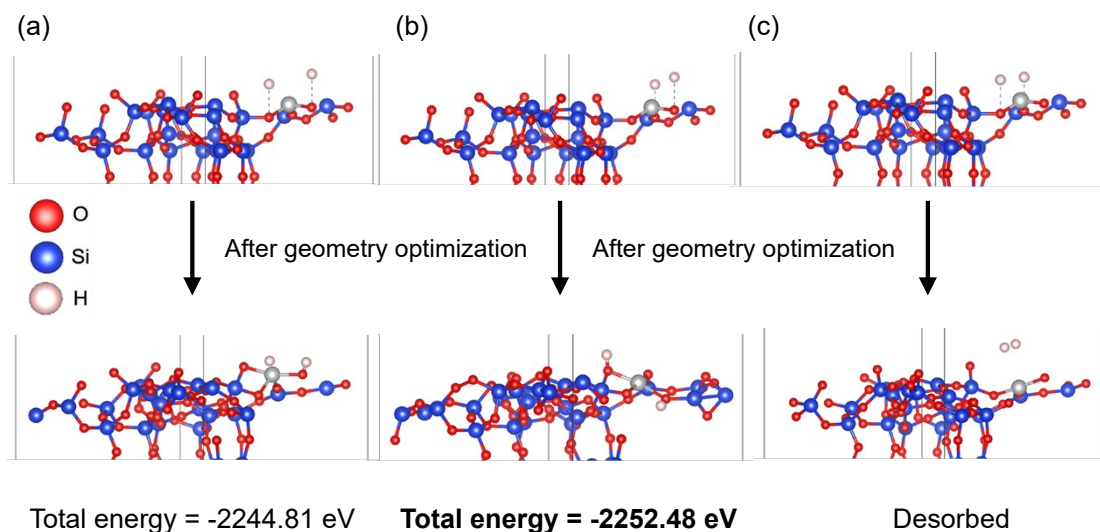 (a)
(b)
(c)
O
Si
H
After geometry optimization
After geometry optimization
Total energy = -2244.81 eV
Total energy = -2252.48 eV
Desorbed